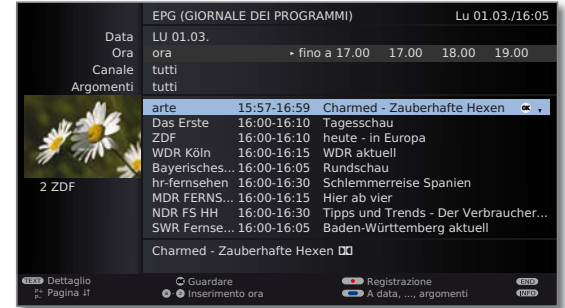 EPG (GIORNALE DEI PROGRAMMI) Lu 01.03./16:05
Data LU 01.03.
Ora ora ▸ fino a 17.00 17.00 18.00 19.00
Canale tutti
Argomenti tutti
arte 15:57-16:59 Charmed - Zauberhafte Hexen OK
Das Erste 16:00-16:10 Tagesschau
ZDF 16:00-16:10 heute - in Europa
WDR Köln 16:00-16:15 WDR aktuell
Bayerisches... 16:00-16:05 Rundschau
hr-fernsehen 16:00-16:30 Schlemmerreise Spanien
MDR FERNS... 16:00-16:15 Hier ab vier
NDR FS HH 16:00-16:30 Tipps und Trends - Der Verbraucher...
SWR Fernse... 16:00-16:05 Baden-Württemberg aktuell
2 ZDF
Charmed - Zauberhafte Hexen
TEXT Dettaglio OK Guardare Registrazione END
P+ P- Pagina Inserimento ora A data, ..., argomenti INFO